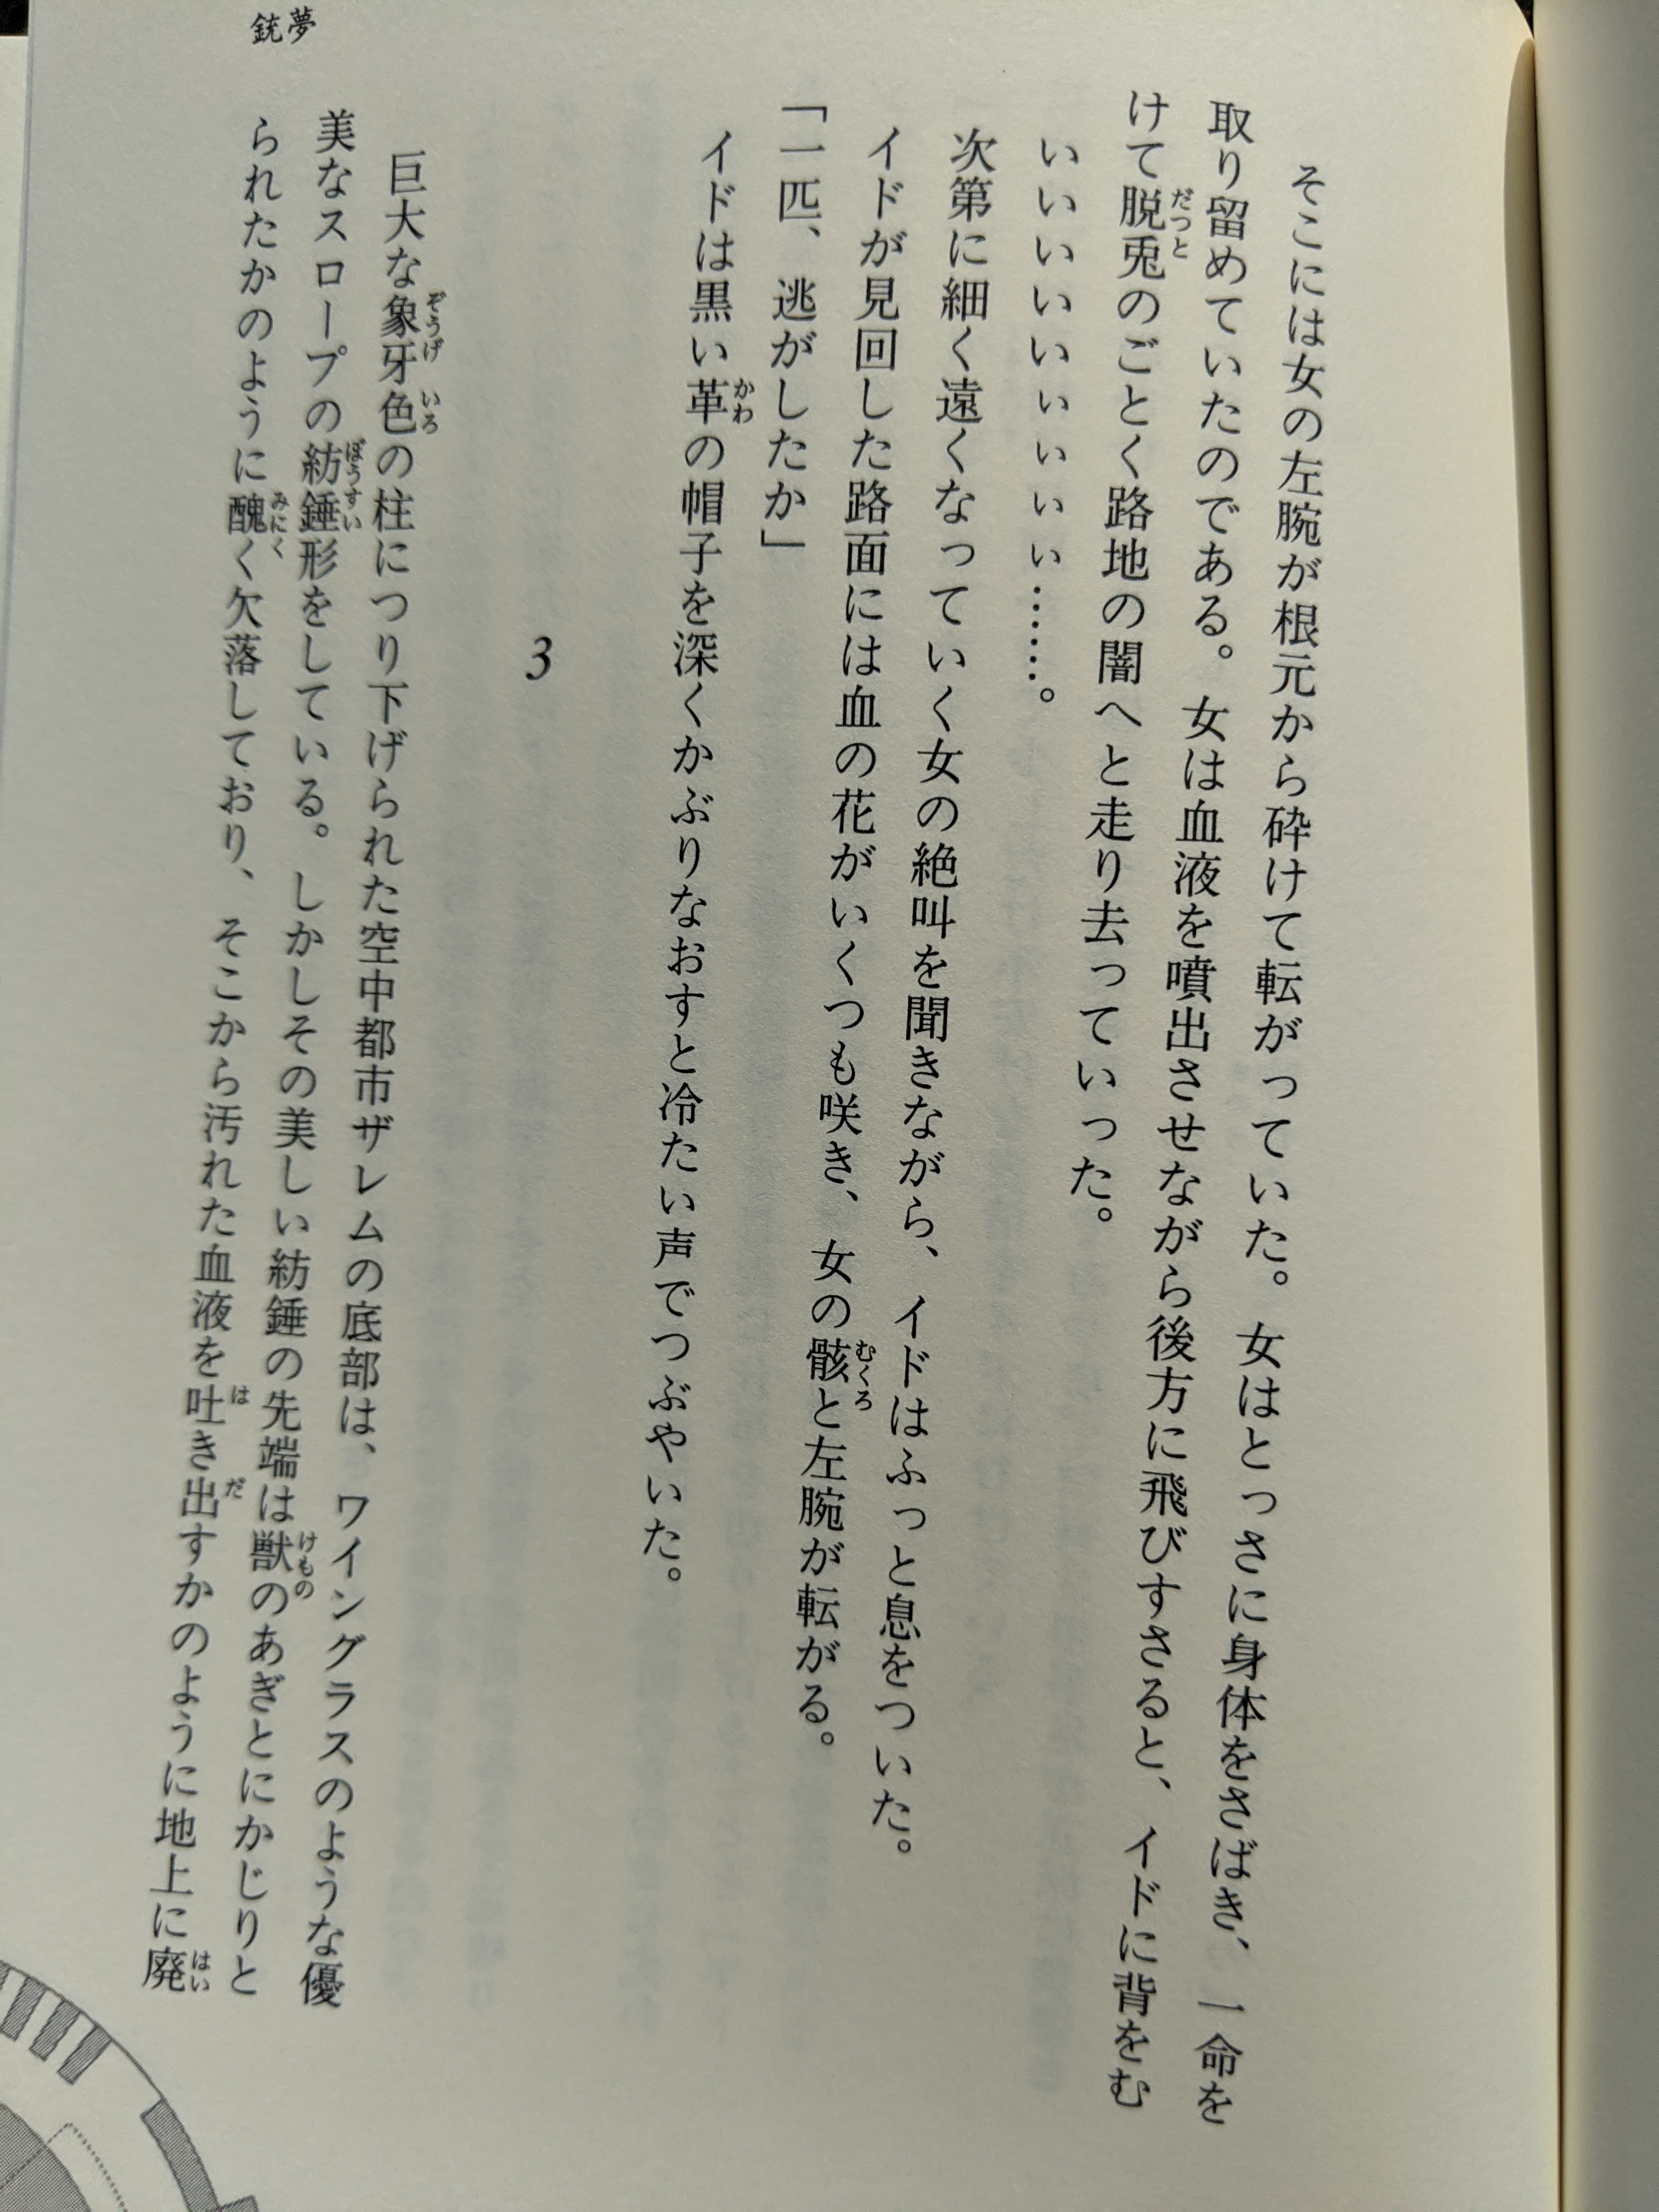 銃夢
そこには女の左腕が根元から砕けて転がっていた。女はとっさに身体をさばき、一命を
取り留めていたのである。女は血液を噴出させながら後方に飛びすさると、イドに背をむ
けて脱兎のごとく路地の闇へと走り去っていった。
いいいいいいいいい……。
次第に細く遠くなっていく女の絶叫を聞きながら、イドはふっと息をついた。
イドが見回した路面には血の花がいくつも咲き、女の骸と左腕が転がる。
「一匹、逃がしたか」
イドは黒い革の帽子を深くかぶりなおすと冷たい声でつぶやいた。
3
巨大な象牙色の柱につり下げられた空中都市ザレムの底部は、ワイングラスのような優
美なスロープの紡錘形をしている。しかしその美しい紡錘の先端は獣のあぎとにかじりと
られたかのように醜く欠落しており、そこから汚れた血液を吐き出すかのように地上に廃